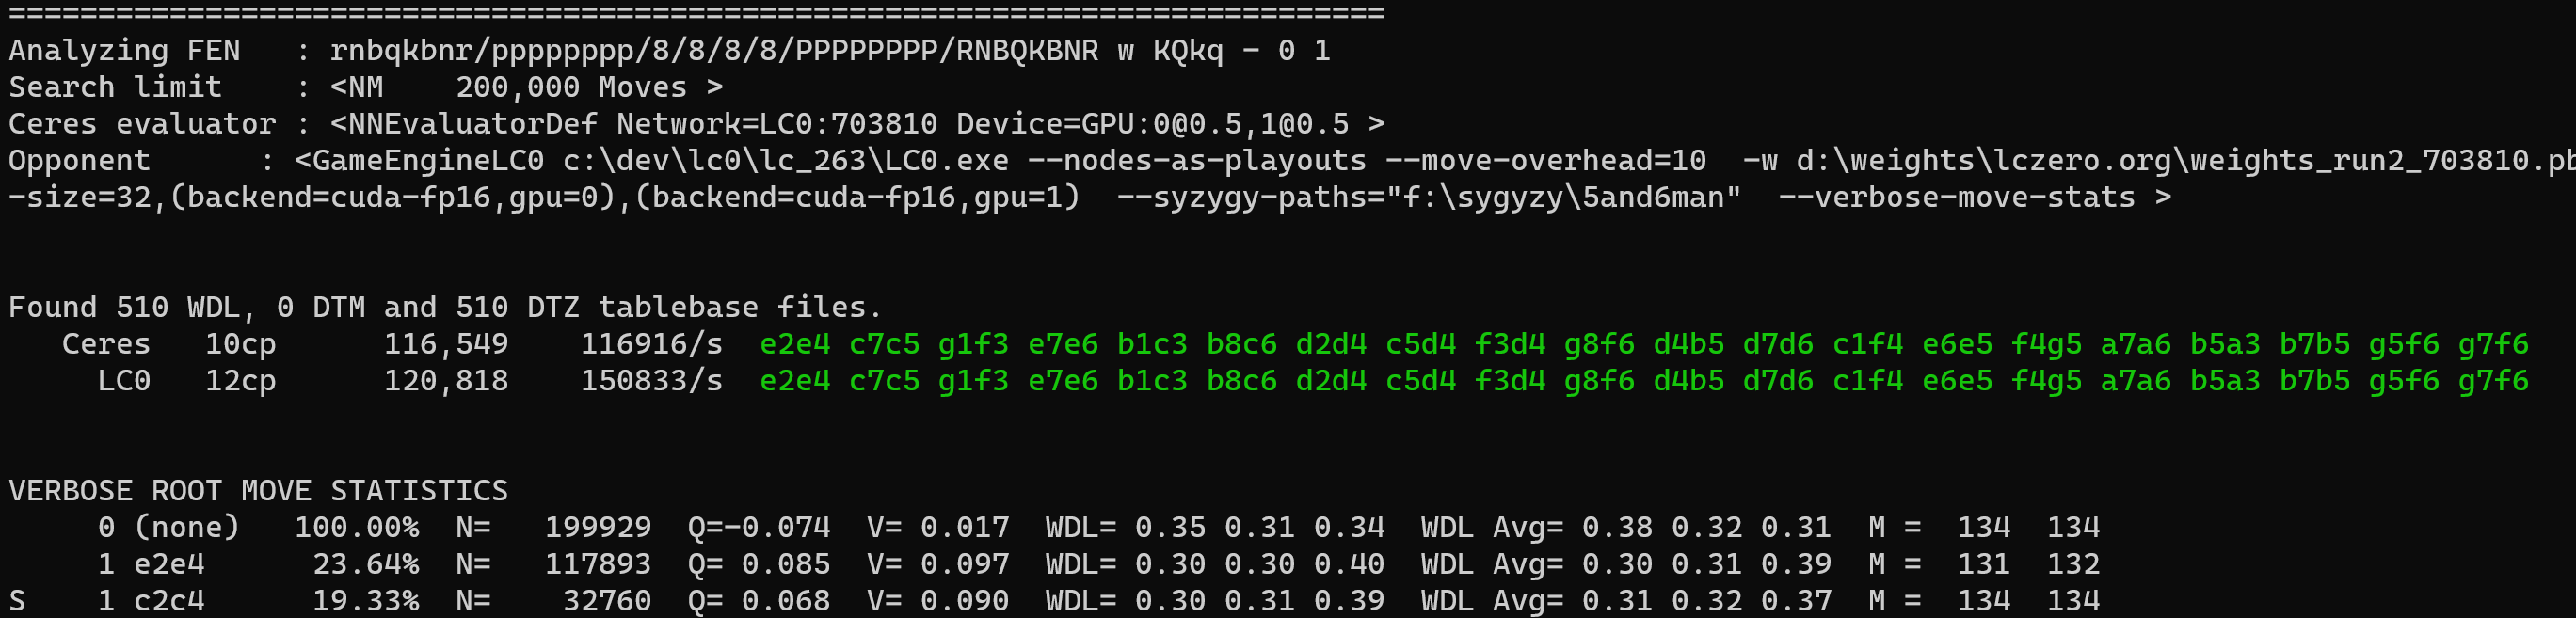 =============================================================================
Analyzing FEN   : rnbqkbnr/pppppppp/8/8/8/8/PPPPPPPP/RNBQKBNR w KQkq - 0 1
Search limit    : <NM    200,000 Moves >
Ceres evaluator : <NNEvaluatorDef Network=LC0:703810 Device=GPU:0@0.5,1@0.5 >
Opponent      : <GameEngineLC0 c:\dev\lc0\lc_263\LC0.exe --nodes-as-playouts --move-overhead=10  -w d:\weights\lczero.org\weights_run2_703810.pb
-size=32,(backend=cuda-fp16,gpu=0),(backend=cuda-fp16,gpu=1)  --syzygy-paths="f:\sygyzy\5and6man"  --verbose-move-stats >
Found 510 WDL, 0 DTM and 510 DTZ tablebase files.
   Ceres   10cp      116,549    116916/s  e2e4 c7c5 g1f3 e7e6 b1c3 b8c6 d2d4 c5d4 f3d4 g8f6 d4b5 d7d6 c1f4 e6e5 f4g5 a7a6 b5a3 b7b5 g5f6 g7f6
     LC0   12cp      120,818    150833/s  e2e4 c7c5 g1f3 e7e6 b1c3 b8c6 d2d4 c5d4 f3d4 g8f6 d4b5 d7d6 c1f4 e6e5 f4g5 a7a6 b5a3 b7b5 g5f6 g7f6
VERBOSE ROOT MOVE STATISTICS
     0 (none)   100.00%  N=   199929  Q=-0.074  V= 0.017  WDL= 0.35 0.31 0.34  WDL Avg= 0.38 0.32 0.31  M =  134  134
     1 e2e4      23.64%  N=   117893  Q= 0.085  V= 0.097  WDL= 0.30 0.30 0.40  WDL Avg= 0.30 0.31 0.39  M =  131  132
S    1 c2c4      19.33%  N=    32760  Q= 0.068  V= 0.090  WDL= 0.30 0.31 0.39  WDL Avg= 0.31 0.32 0.37  M =  134  134